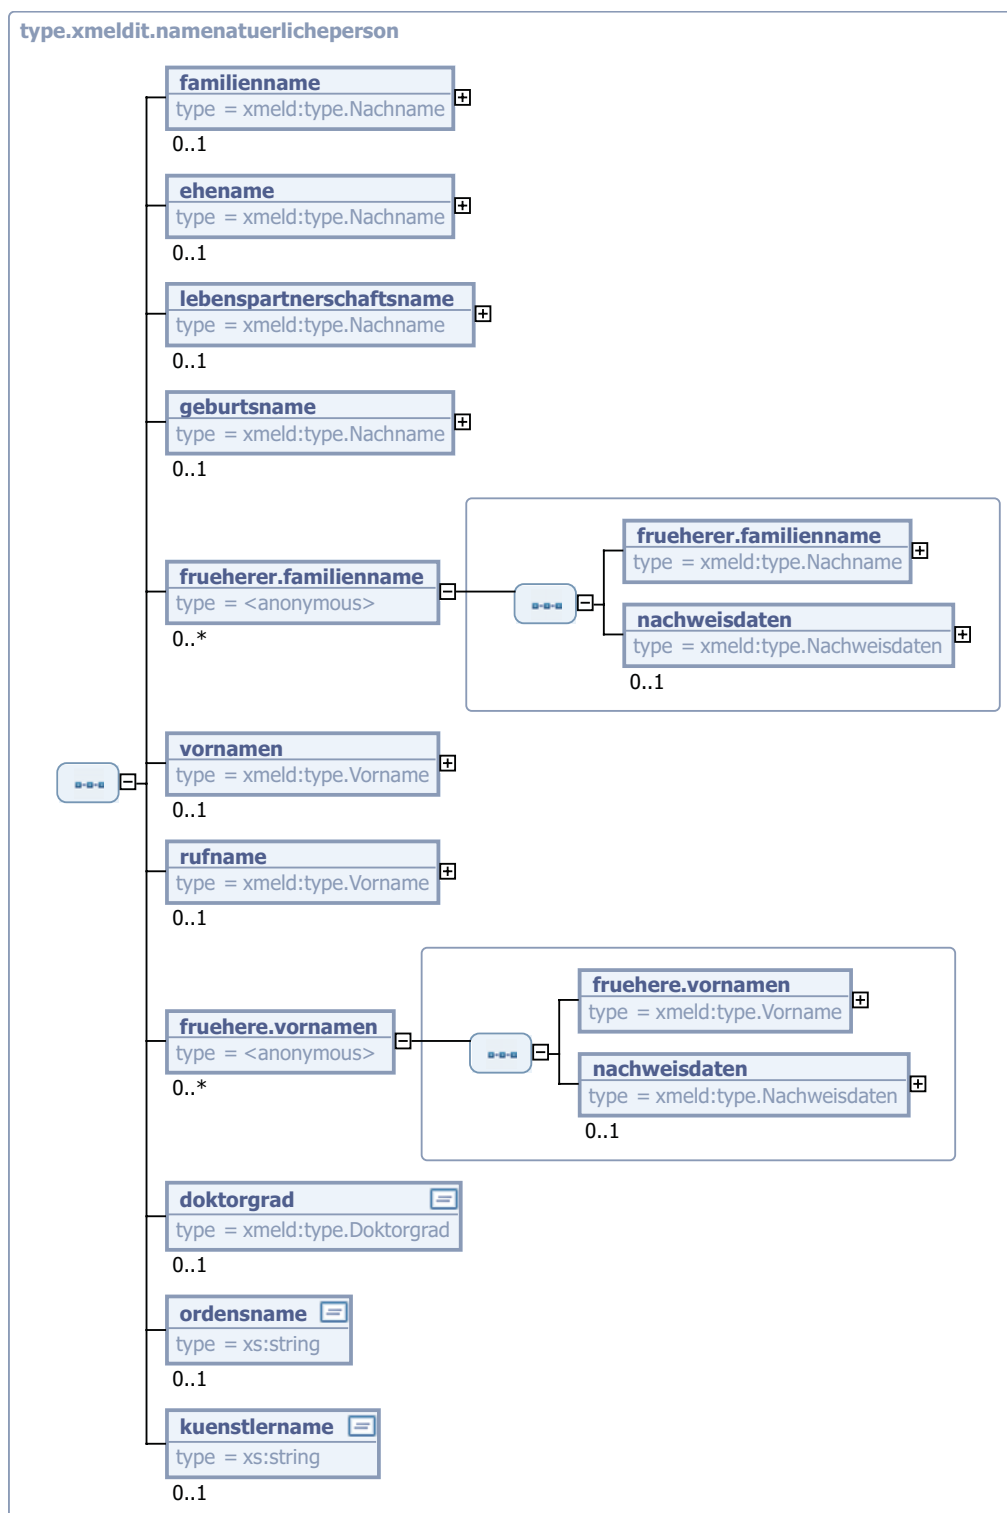 type.xmeldit.namenatuerlicheperson
familienname
type = xmeld:type.Nachname
0..1
ehename
type = xmeld:type.Nachname
0..1
lebenspartnerschaftsname
type = xmeld:type.Nachname
0..1
geburtsname
type = xmeld:type.Nachname
0..1
frueherer.familienname
type = <anonymous>
0..*
frueherer.familienname
type = xmeld:type.Nachname
nachweisdaten
type = xmeld:type.Nachweisdaten
0..1
vornamen
type = xmeld:type.Vorname
0..1
rufname
type = xmeld:type.Vorname
0..1
fruehere.vornamen
type = <anonymous>
0..*
fruehere.vornamen
type = xmeld:type.Vorname
nachweisdaten
type = xmeld:type.Nachweisdaten
0..1
doktorgrad
type = xmeld:type.Doktorgrad
0..1
ordensname
type = xs:string
0..1
kuenstlername
type = xs:string
0..1